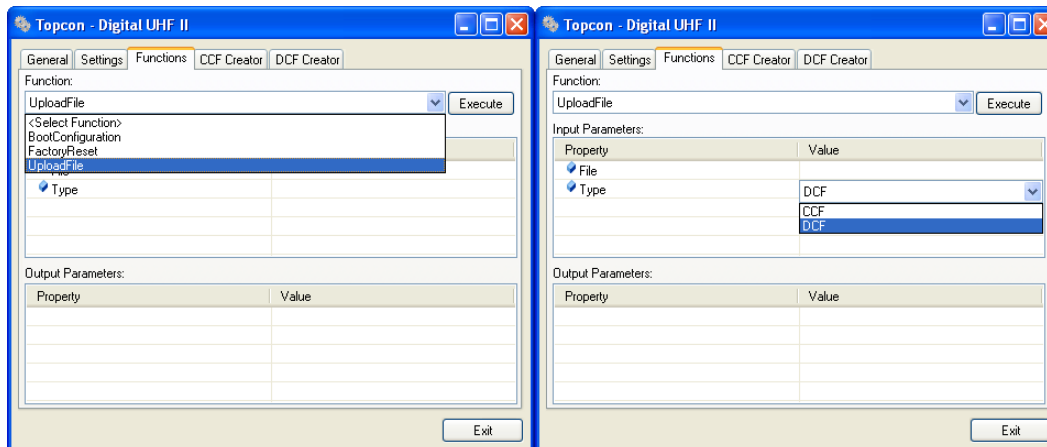 Topcon - Digital UHF II
General Settings Functions CCF Creator DCF Creator
Function:
UploadFile Execute
<Select Function>
BootConfiguration
FactoryReset
UploadFile
Type
Output Parameters:
Property Value
Exit
Topcon - Digital UHF II
General Settings Functions CCF Creator DCF Creator
Function:
UploadFile Execute
Input Parameters:
Property Value
File
Type DCF
CCF
DCF
Output Parameters:
Property Value
Exit